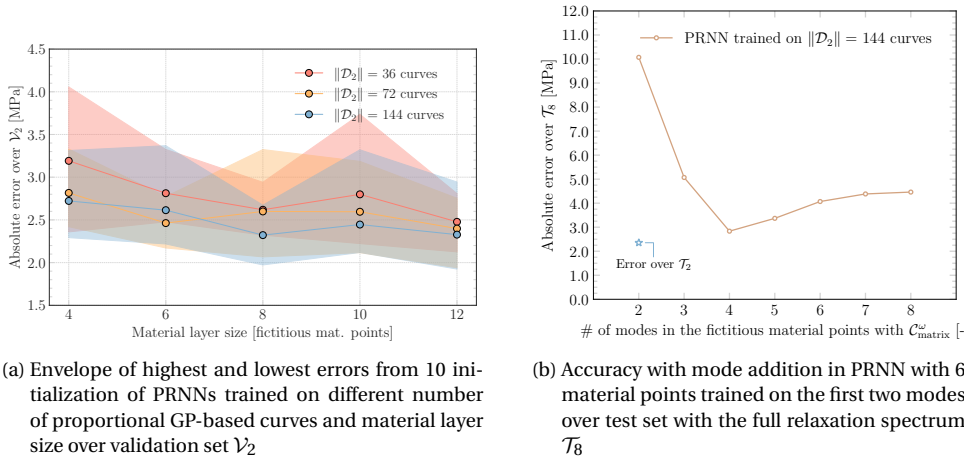 4.5
4.0
3.5
3.0
2.5
2.0
1.5
Absolute error over 𝒱₂ [MPa]
‖𝒟₂‖ = 36 curves
‖𝒟₂‖ = 72 curves
‖𝒟₂‖ = 144 curves
4 6 8 10 12
Material layer size [fictitious mat. points]
(a) Envelope of highest and lowest errors from 10 ini-
tialization of PRNNs trained on different number
of proportional GP-based curves and material layer
size over validation set 𝒱₂
12.0
11.0
10.0
9.0
8.0
7.0
6.0
5.0
4.0
3.0
2.0
1.0
0.0
Absolute error over 𝒯₈ [MPa]
PRNN trained on ‖𝒟₂‖ = 144 curves
Error over 𝒯₂
2 3 4 5 6 7 8
# of modes in the fictitious material points with 𝒞^ω_matrix [-
(b) Accuracy with mode addition in PRNN with 6
material points trained on the first two modes
over test set with the full relaxation spectrum
𝒯₈